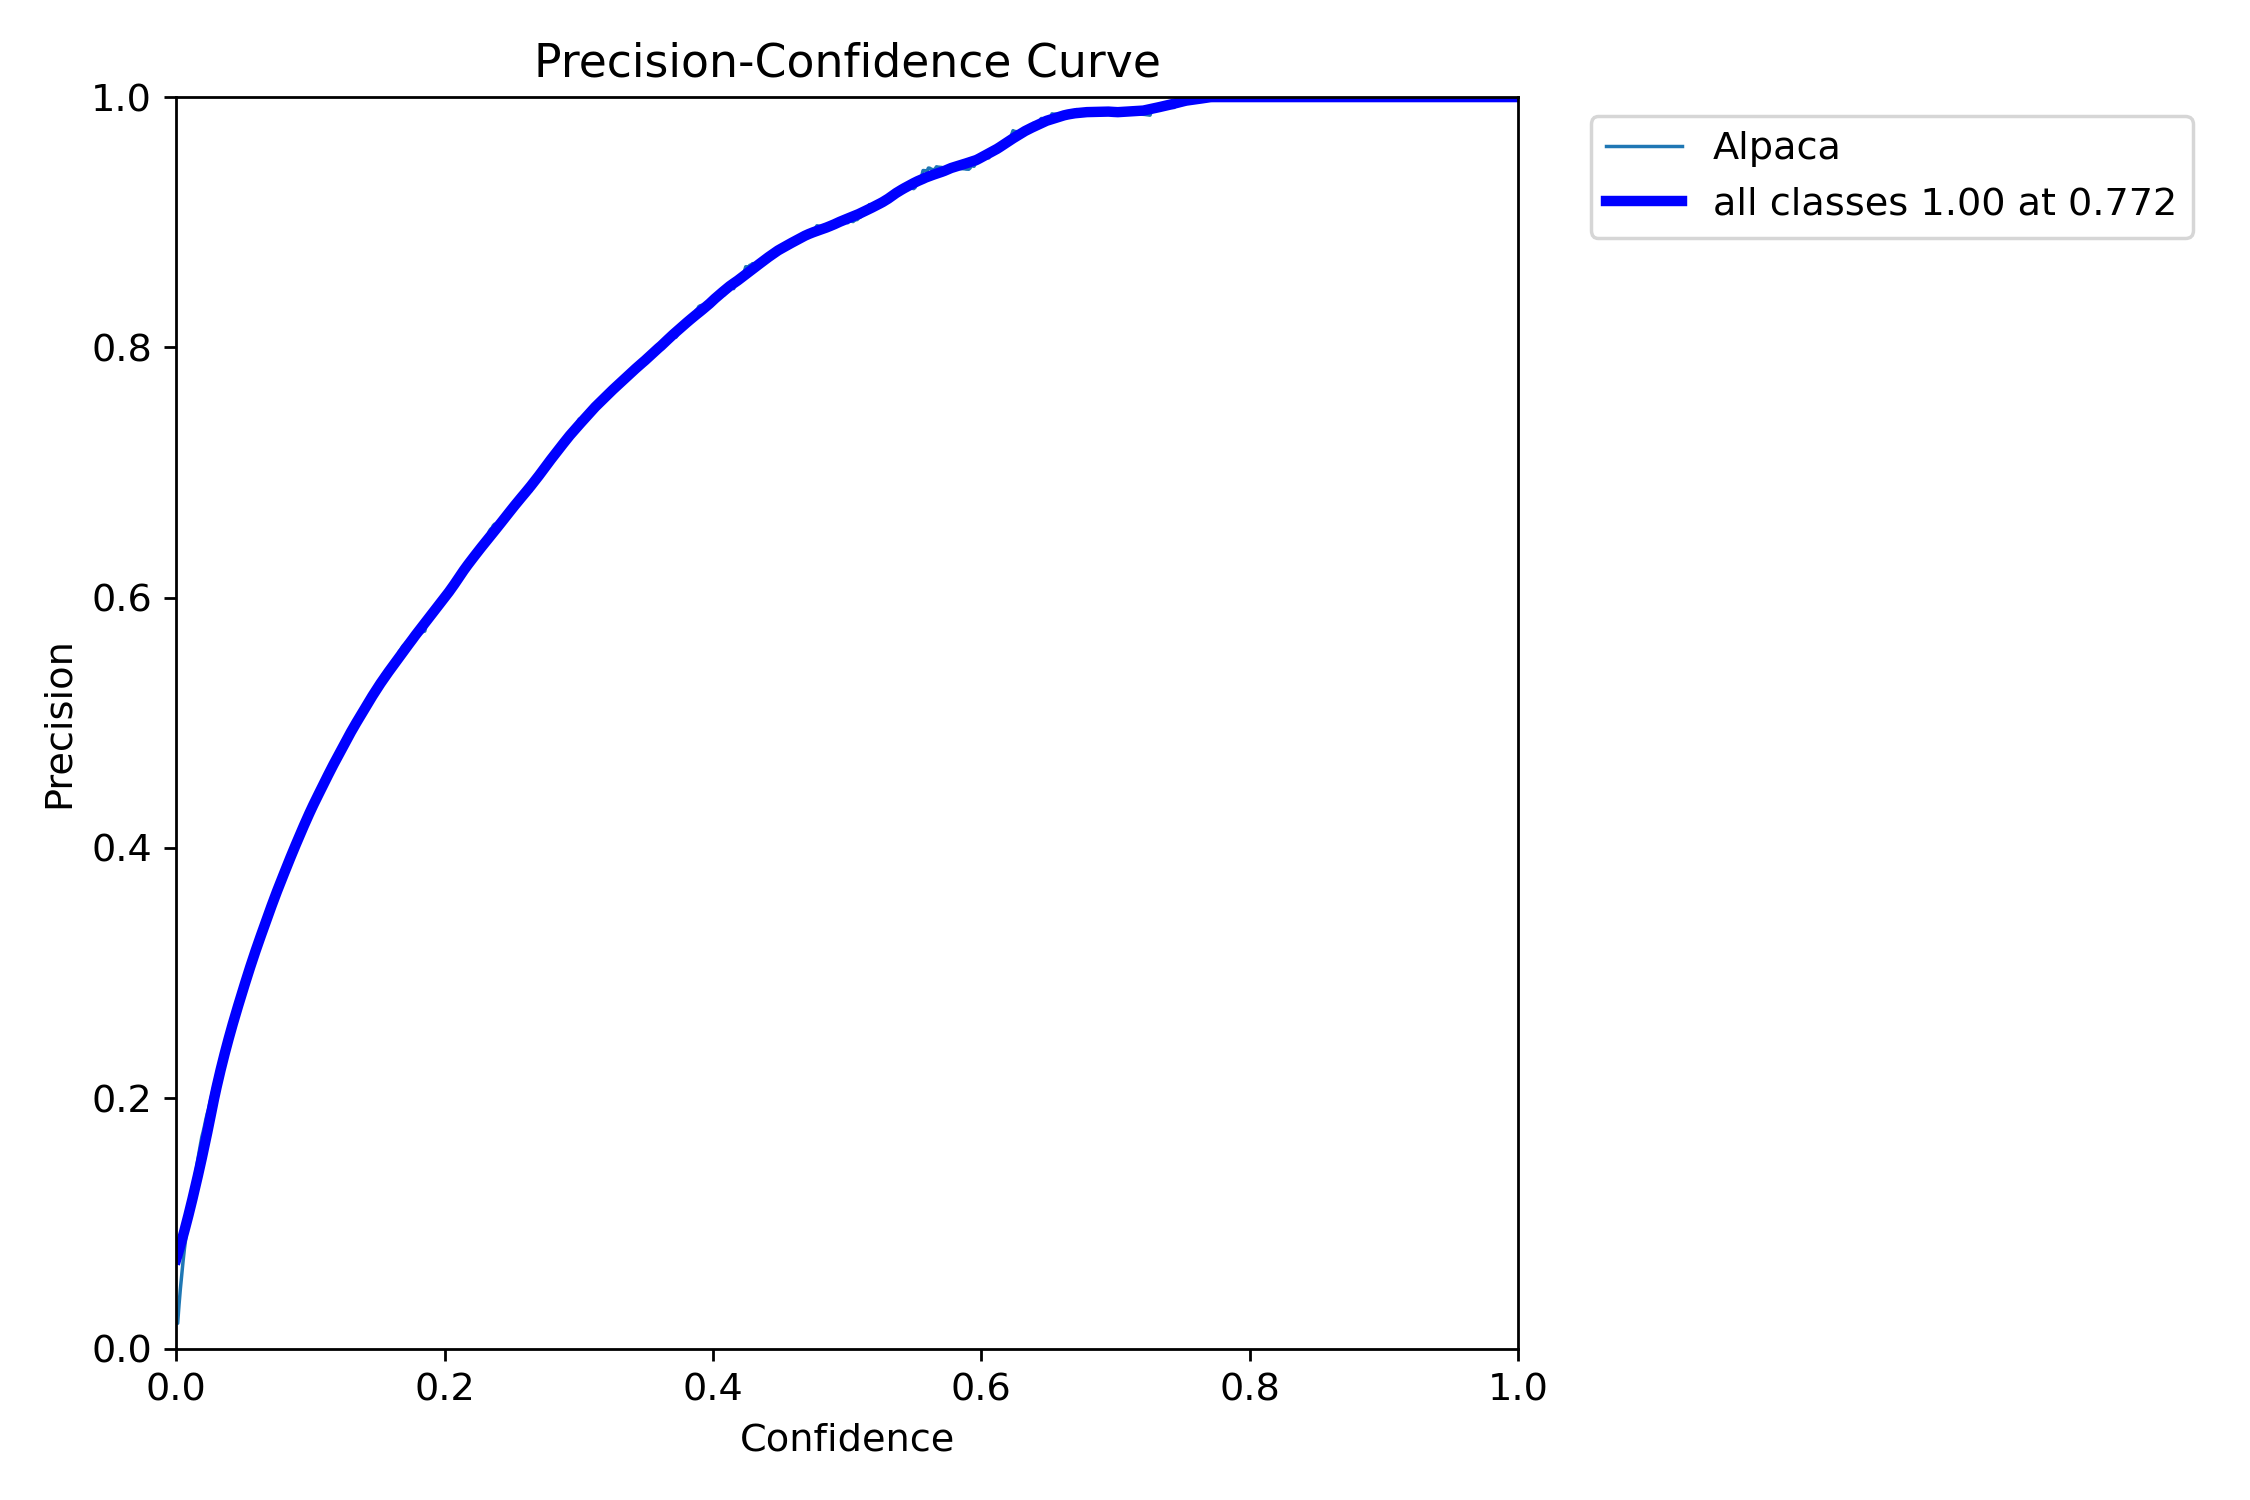 Precision-Confidence Curve
1.0
0.8
0.6
0.4
0.2
0.0
Precision
0.0 0.2 0.4 0.6 0.8 1.0
Confidence
Alpaca
all classes 1.00 at 0.772